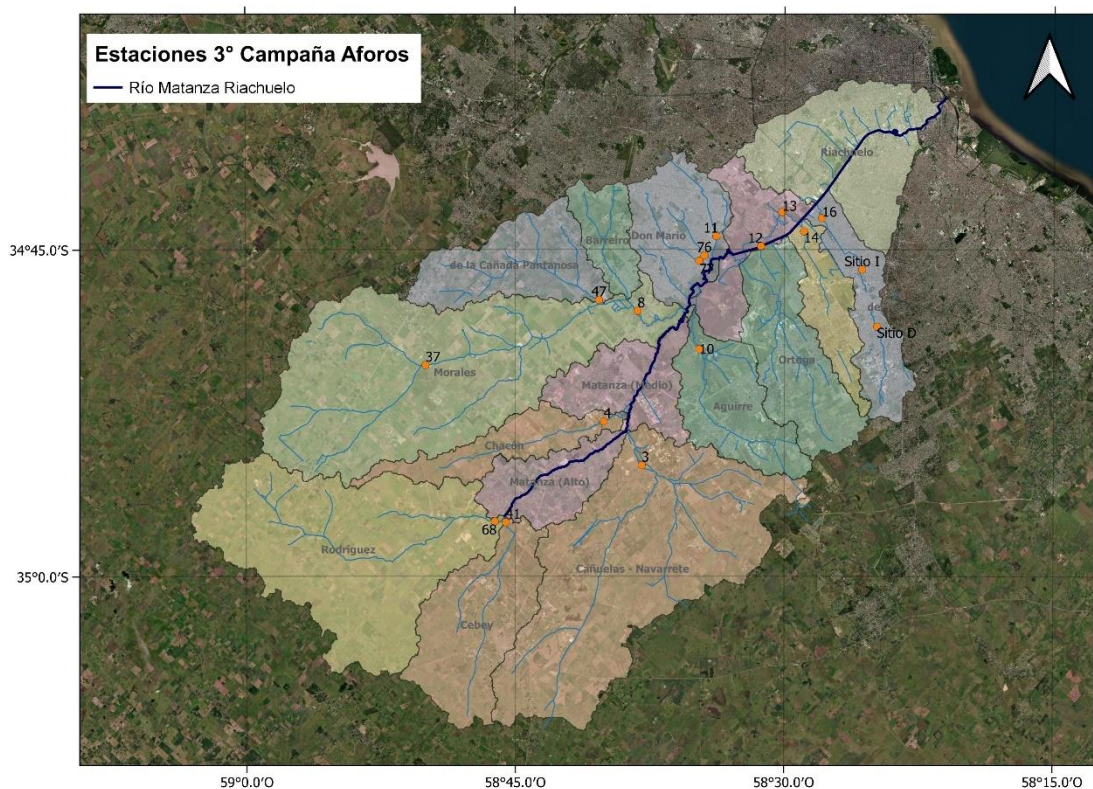 Estaciones 3° Campaña Aforos
Río Matanza Riachuelo
Riachuelo
13
16
11
Don Mario
12
14
34°45.0'S
Barreiro
76
de la Cañada Pantanosa
Sitio I
47
8
de
Sitio D
10
Ortega
37
Morales
Matanza (Medio)
Aguirre
4
Chacón
3
Matanza (Alto)
41
68
Rodríguez
Cañuelas - Navarrete
35°0.0'S
Cebey
59°0.0'O
58°45.0'O
58°30.0'O
58°15.0'O